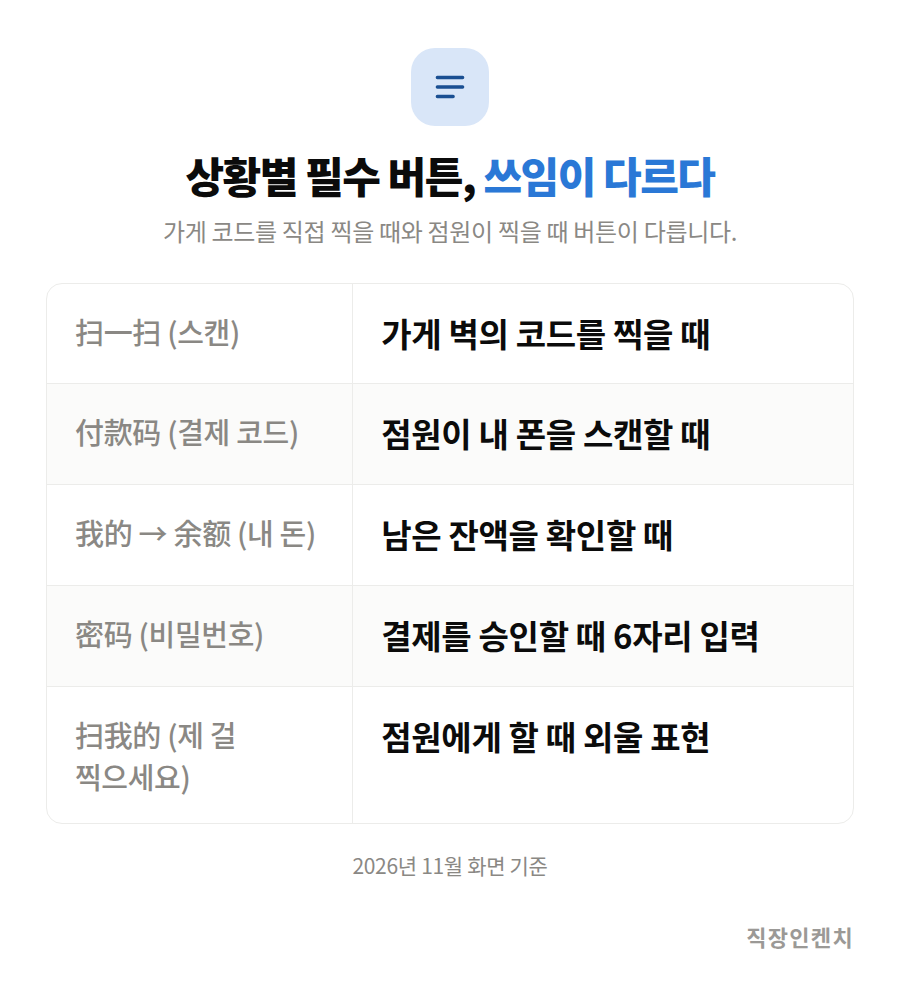 상황별 필수 버튼, 쓰임이 다르다
가게 코드를 직접 찍을 때와 점원이 찍을 때 버튼이 다릅니다.
扫一扫 (스캔)
가게 벽의 코드를 찍을 때
付款码 (결제 코드)
점원이 내 폰을 스캔할 때
我的 → 余额 (내 돈)
남은 잔액을 확인할 때
密码 (비밀번호)
결제를 승인할 때 6자리 입력
扫我的 (제 걸
찍으세요)
점원에게 할 때 외울 표현
2026년 11월 화면 기준
직장인켄치